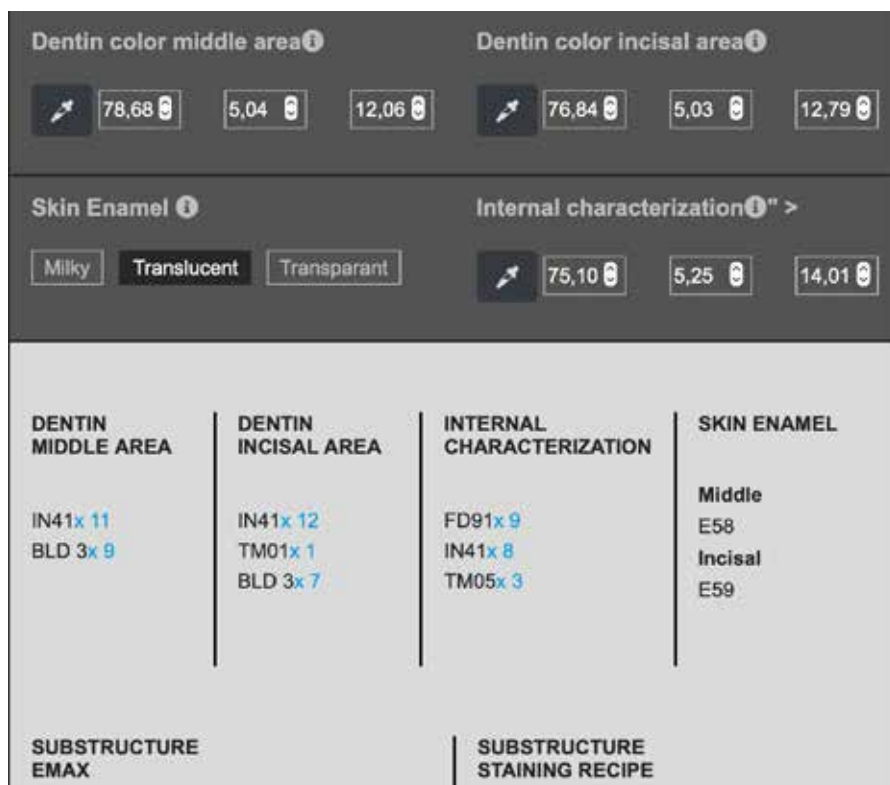 Dentin color middle area Dentin color incisal area
78,68 5,04 12,06 76,84 5,03 12,79
Skin Enamel Internal characterization" >
Milky Translucent Transparant 75,10 5,25 14,01
DENTIN
MIDDLE AREA
IN41x 11
BLD 3x 9
DENTIN
INCISAL AREA
IN41x 12
TM01x 1
BLD 3x 7
INTERNAL
CHARACTERIZATION
FD91x 9
IN41x 8
TM05x 3
SKIN ENAMEL
Middle
E58
Incisal
E59
SUBSTRUCTURE
EMAX
SUBSTRUCTURE
STAINING RECIPE